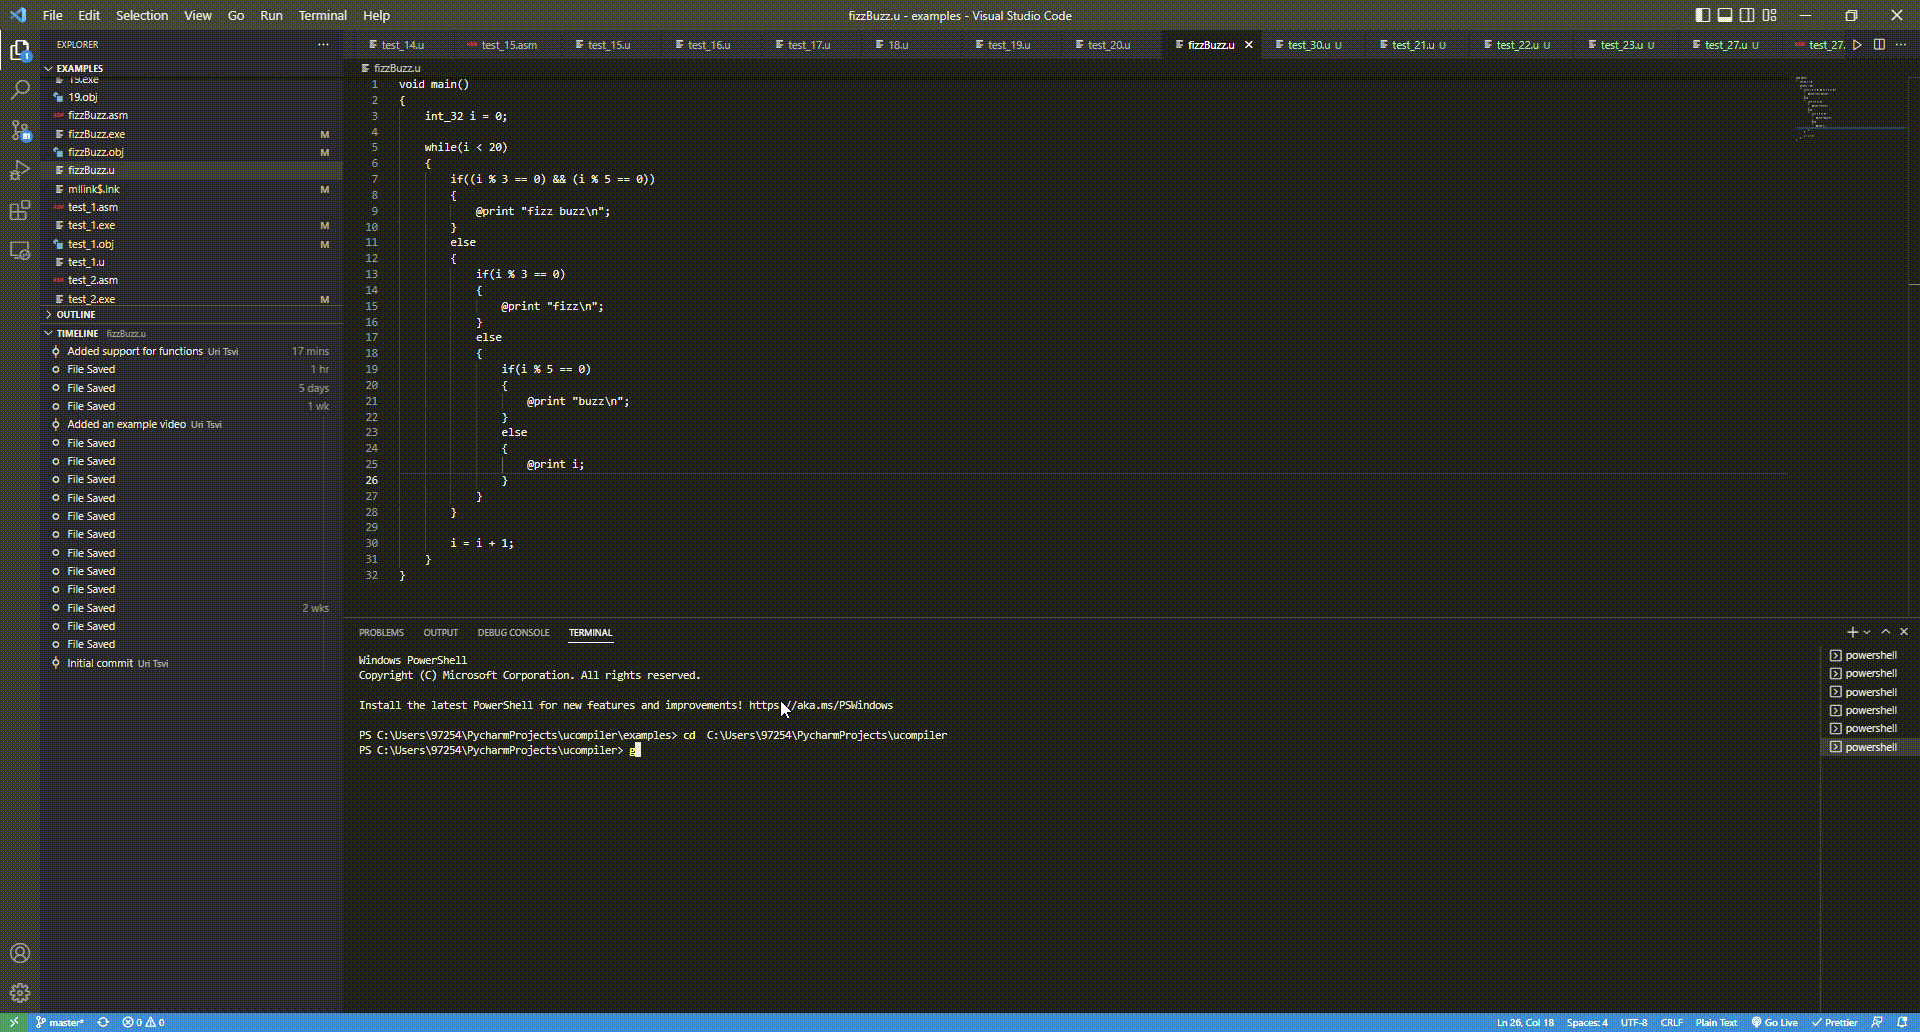 File Edit Selection View Go Run Terminal Help
fizzBuzz.u - examples - Visual Studio Code
EXPLORER
test_14.u test_15.asm test_15.u test_16.u test_17.u 18.u test_19.u test_20.u fizzBuzz.u test_30.u U test_21.u U test_22.u U test_23.u U test_27.u U test_27.
EXAMPLES
19.exe
19.obj
fizzBuzz.asm
fizzBuzz.exe M
fizzBuzz.obj M
fizzBuzz.u
mllink$.lnk M
test_1.asm
test_1.exe M
test_1.obj M
test_1.u
test_2.asm
test_2.exe M
OUTLINE
TIMELINE fizzBuzz.u
Added support for functions Uri Tsvi 17 mins
File Saved 1 hr
File Saved 5 days
File Saved 1 wk
Added an example video Uri Tsvi
File Saved
File Saved
File Saved
File Saved
File Saved
File Saved
File Saved
File Saved
File Saved
File Saved 2 wks
File Saved
File Saved
Initial commit Uri Tsvi
fizzBuzz.u
1 void main()
2 {
3 int_32 i = 0;
4
5 while(i < 20)
6 {
7 if((i % 3 == 0) && (i % 5 == 0))
8 {
9 @print "fizz buzz\n";
10 }
11 else
12 {
13 if(i % 3 == 0)
14 {
15 @print "fizz\n";
16 }
17 else
18 {
19 if(i % 5 == 0)
20 {
21 @print "buzz\n";
22 }
23 else
24 {
25 @print i;
26 }
27 }
28 }
29
30 i = i + 1;
31 }
32 }
PROBLEMS OUTPUT DEBUG CONSOLE TERMINAL
Windows PowerShell
Copyright (C) Microsoft Corporation. All rights reserved.
Install the latest PowerShell for new features and improvements! https://aka.ms/PSWindows
PS C:\Users\97254\PycharmProjects\ucompiler\examples> cd C:\Users\97254\PycharmProjects\ucompiler
PS C:\Users\97254\PycharmProjects\ucompiler> g
powershell
powershell
powershell
powershell
powershell
powershell
master* 0 0
Ln 26, Col 18 Spaces: 4 UTF-8 CRLF Plain Text Go Live Prettier